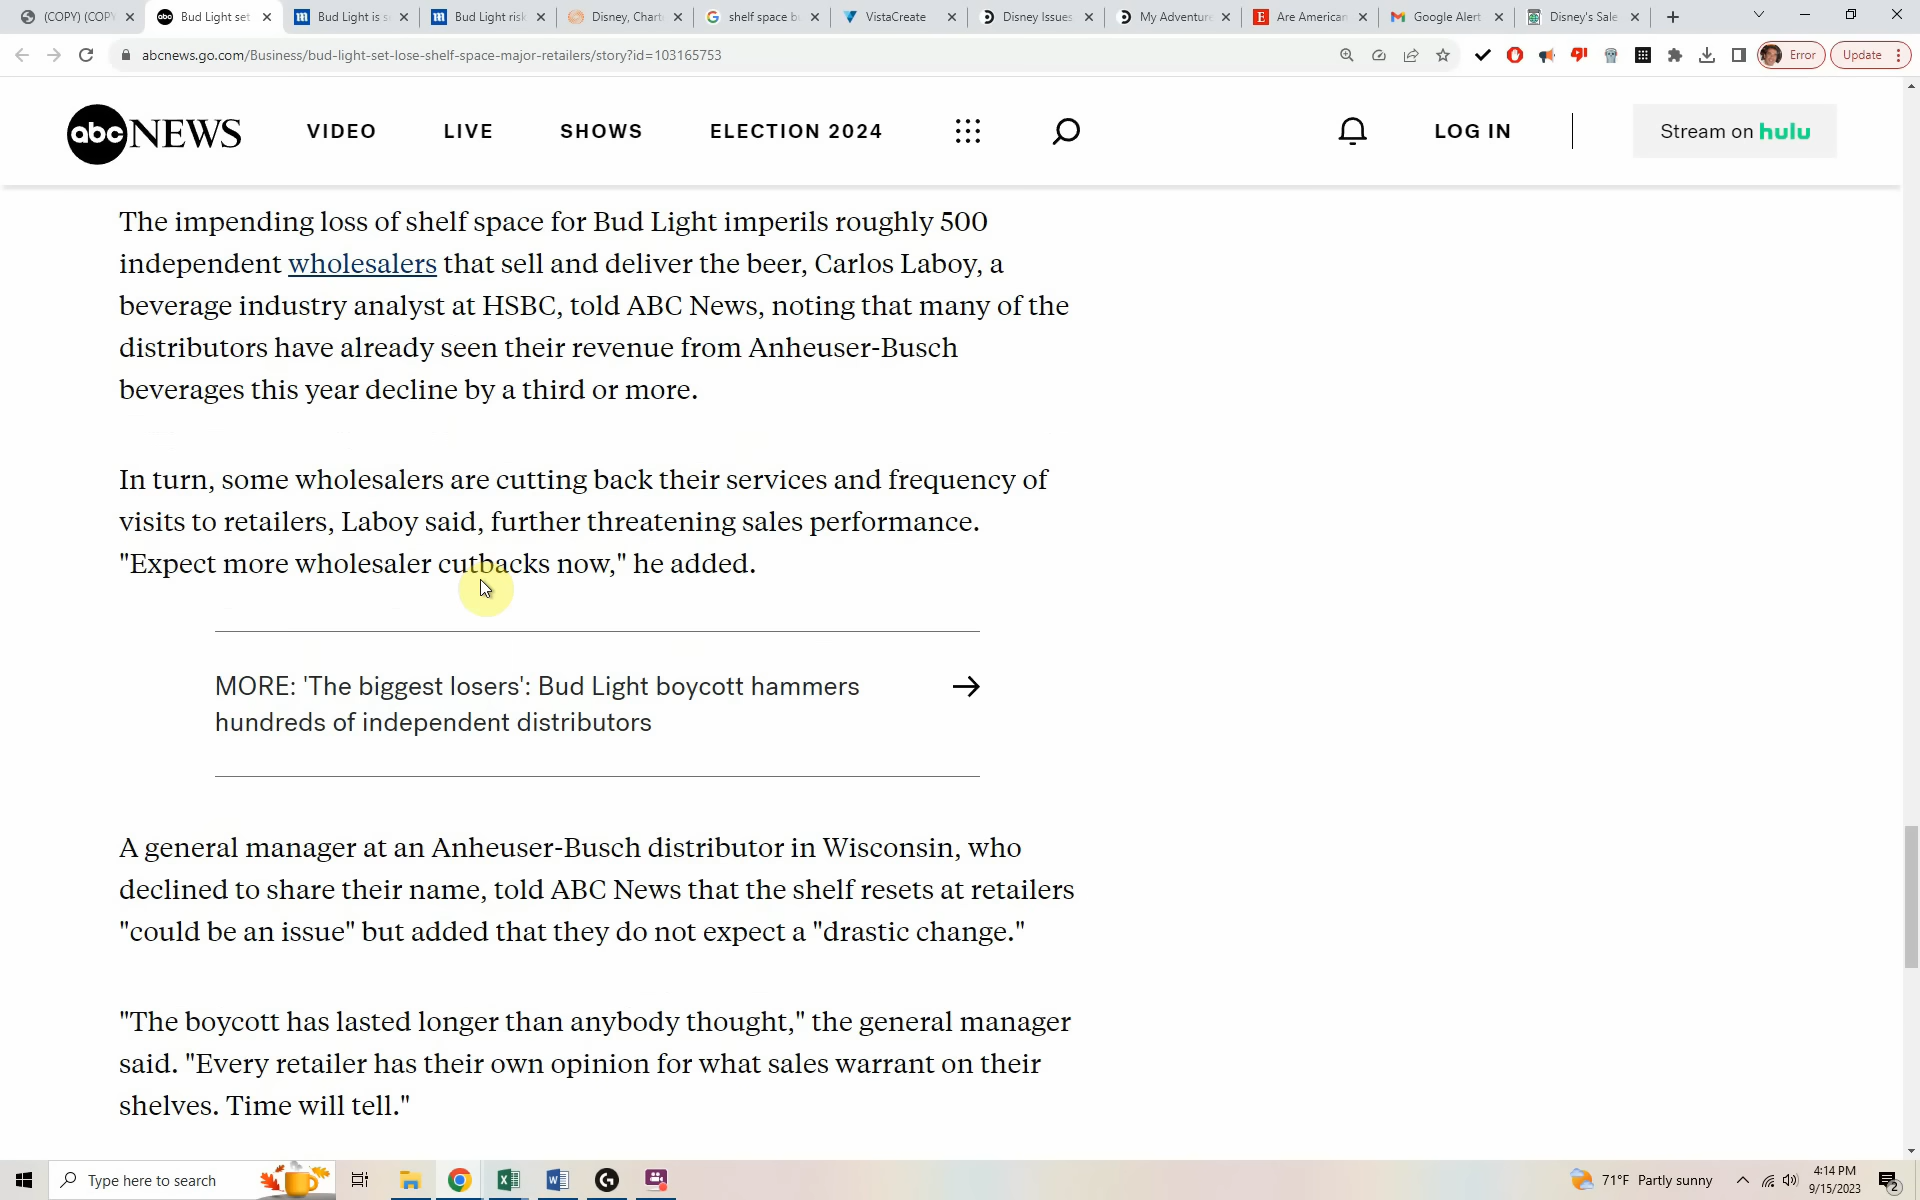 (COPY) (COPY
Bud Light set
Bud Light is s
Bud Light risk
Disney, Chart
shelf space b
VistaCreate
Disney Issues
My Adventure
Are American
Google Alert
Disney's Sale
abcnews.go.com/Business/bud-light-set-lose-shelf-space-major-retailers/story?id=103165753
Error
Update
abc NEWS
VIDEO
LIVE
SHOWS
ELECTION 2024
LOG IN
Stream on hulu
The impending loss of shelf space for Bud Light imperils roughly 500
independent wholesalers that sell and deliver the beer, Carlos Laboy, a
beverage industry analyst at HSBC, told ABC News, noting that many of the
distributors have already seen their revenue from Anheuser-Busch
beverages this year decline by a third or more.
In turn, some wholesalers are cutting back their services and frequency of
visits to retailers, Laboy said, further threatening sales performance.
"Expect more wholesaler cutbacks now," he added.
MORE: 'The biggest losers': Bud Light boycott hammers
hundreds of independent distributors
A general manager at an Anheuser-Busch distributor in Wisconsin, who
declined to share their name, told ABC News that the shelf resets at retailers
"could be an issue" but added that they do not expect a "drastic change."
"The boycott has lasted longer than anybody thought," the general manager
said. "Every retailer has their own opinion for what sales warrant on their
shelves. Time will tell."
Type here to search
71°F Partly sunny
4:14 PM
9/15/2023
2